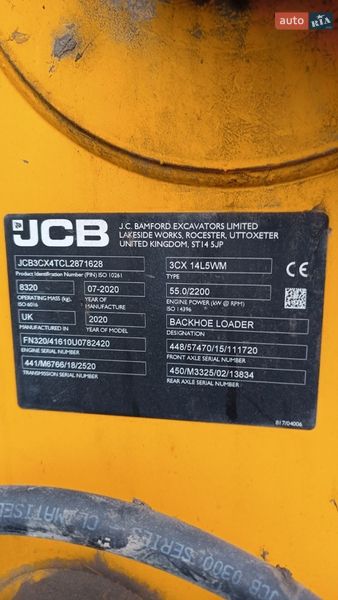 auto RIA
JCB
J.C. BAMFORD EXCAVATORS LIMITED
LAKESIDE WORKS, ROCESTER, UTTOXETER
UNITED KINGDOM, ST14 5JP
JCB3CX4TCL2871628
Product Identification Number (PIN) ISO 10261
3CX 14L5WM
TYPE
CE
8320
07-2020
OPERATING MASS (kg),
ISO 6016
YEAR OF
MANUFACTURE
55.0/2200
ENGINE POWER (kW @ RPM)
ISO 14396
UK
2020
MANUFACTURED IN
YEAR OF MODEL
BACKHOE LOADER
FN320/41610U0782420
ENGINE SERIAL NUMBER
448/57470/15/111720
FRONT AXLE SERIAL NUMBER
441/M6766/18/2520
TRANSMISSION SERIAL NUMBER
450/M3325/02/13834
REAR AXLE SERIAL NUMBER
817/04006
JCB 0300 SERIES - CLIMATISE